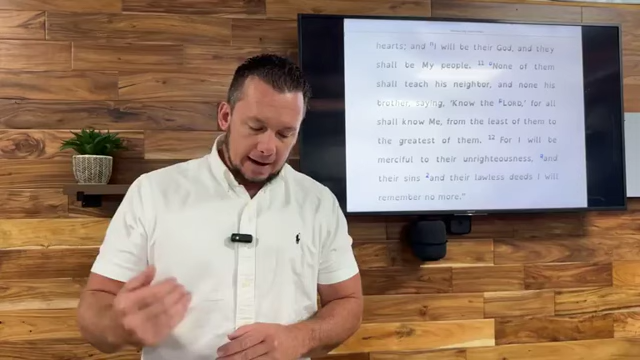 hearts; and "I will be their God, and they
shall be My people. 11 "None of them
shall teach his neighbor, and none his
brother, saying, 'Know the LORD,' for all
shall know Me, from the least of them to
the greatest of them. 12 For I will be
merciful to their unrighteousness, and
their sins and their lawless deeds I will
remember no more."